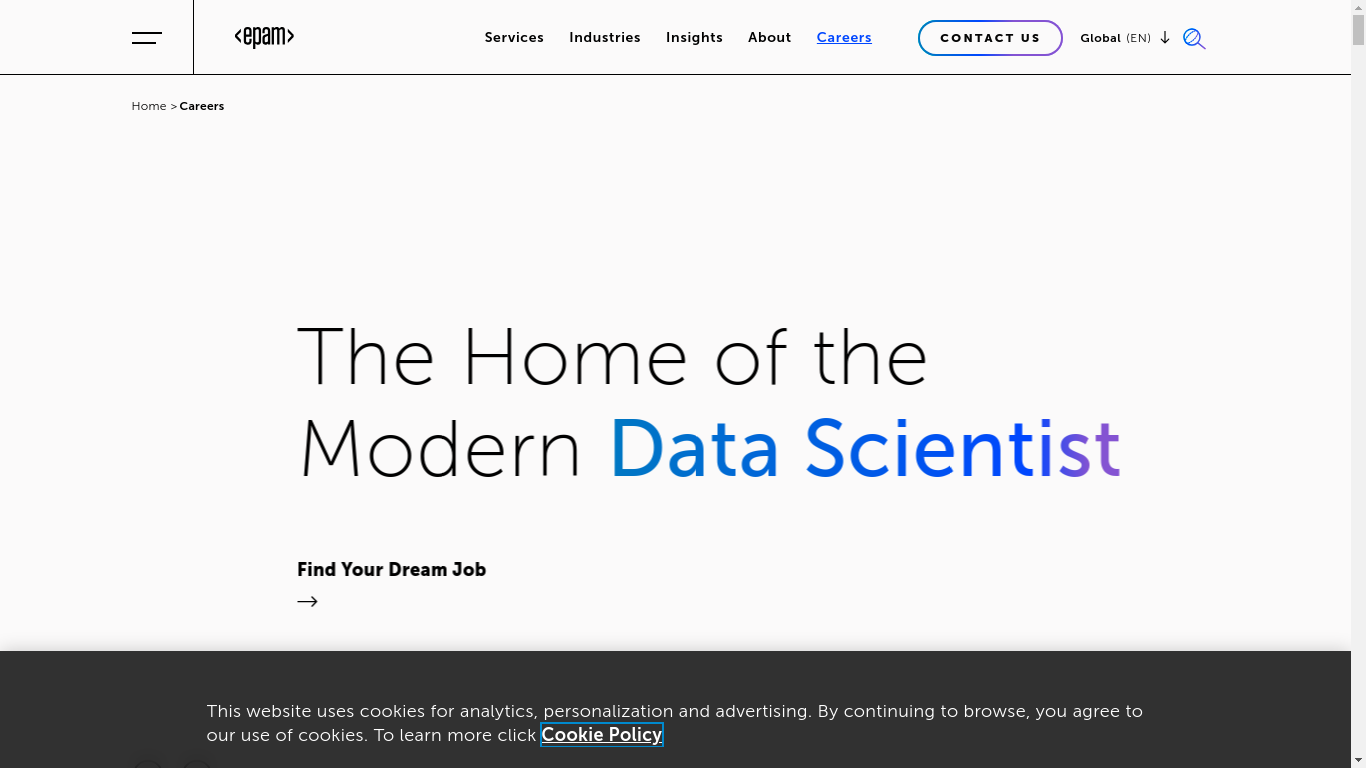 <epam>
Services
Industries
Insights
About
Careers
CONTACT US
Global (EN)
Home > Careers
The Home of the
Modern Data Scientist
Find Your Dream Job
This website uses cookies for analytics, personalization and advertising. By continuing to browse, you agree to
our use of cookies. To learn more click Cookie Policy